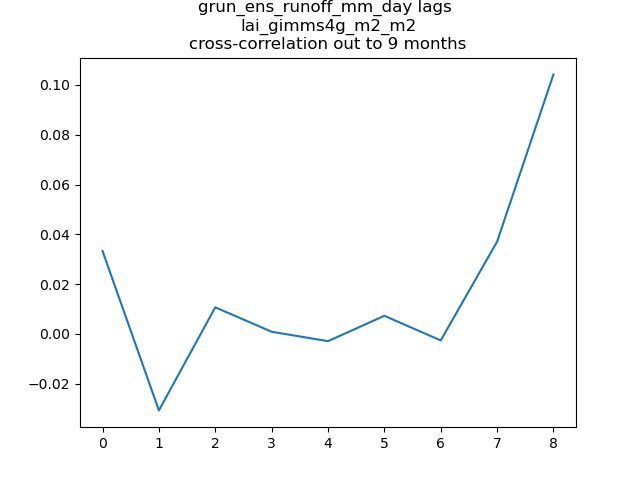 grun_ens_runoff_mm_day lags
lai_gimms4g_m2_m2
cross-correlation out to 9 months
0.10
0.08
0.06
0.04
0.02
0.00
−0.02
0 1 2 3 4 5 6 7 8